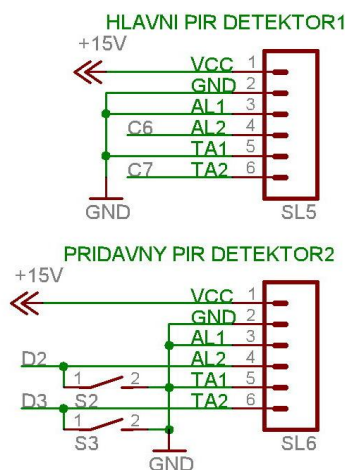 HLAVNI PIR DETEKTOR1
+15V
VCC 1
GND 2
AL1 3
C6 AL2 4
TA1 5
C7 TA2 6
GND SL5
PRIDAVNY PIR DETEKTOR2
+15V
VCC 1
GND 2
AL1 3
D2 AL2 4
1 2 TA1 5
D3 S2 TA2 6
1 2
S3 SL6
GND